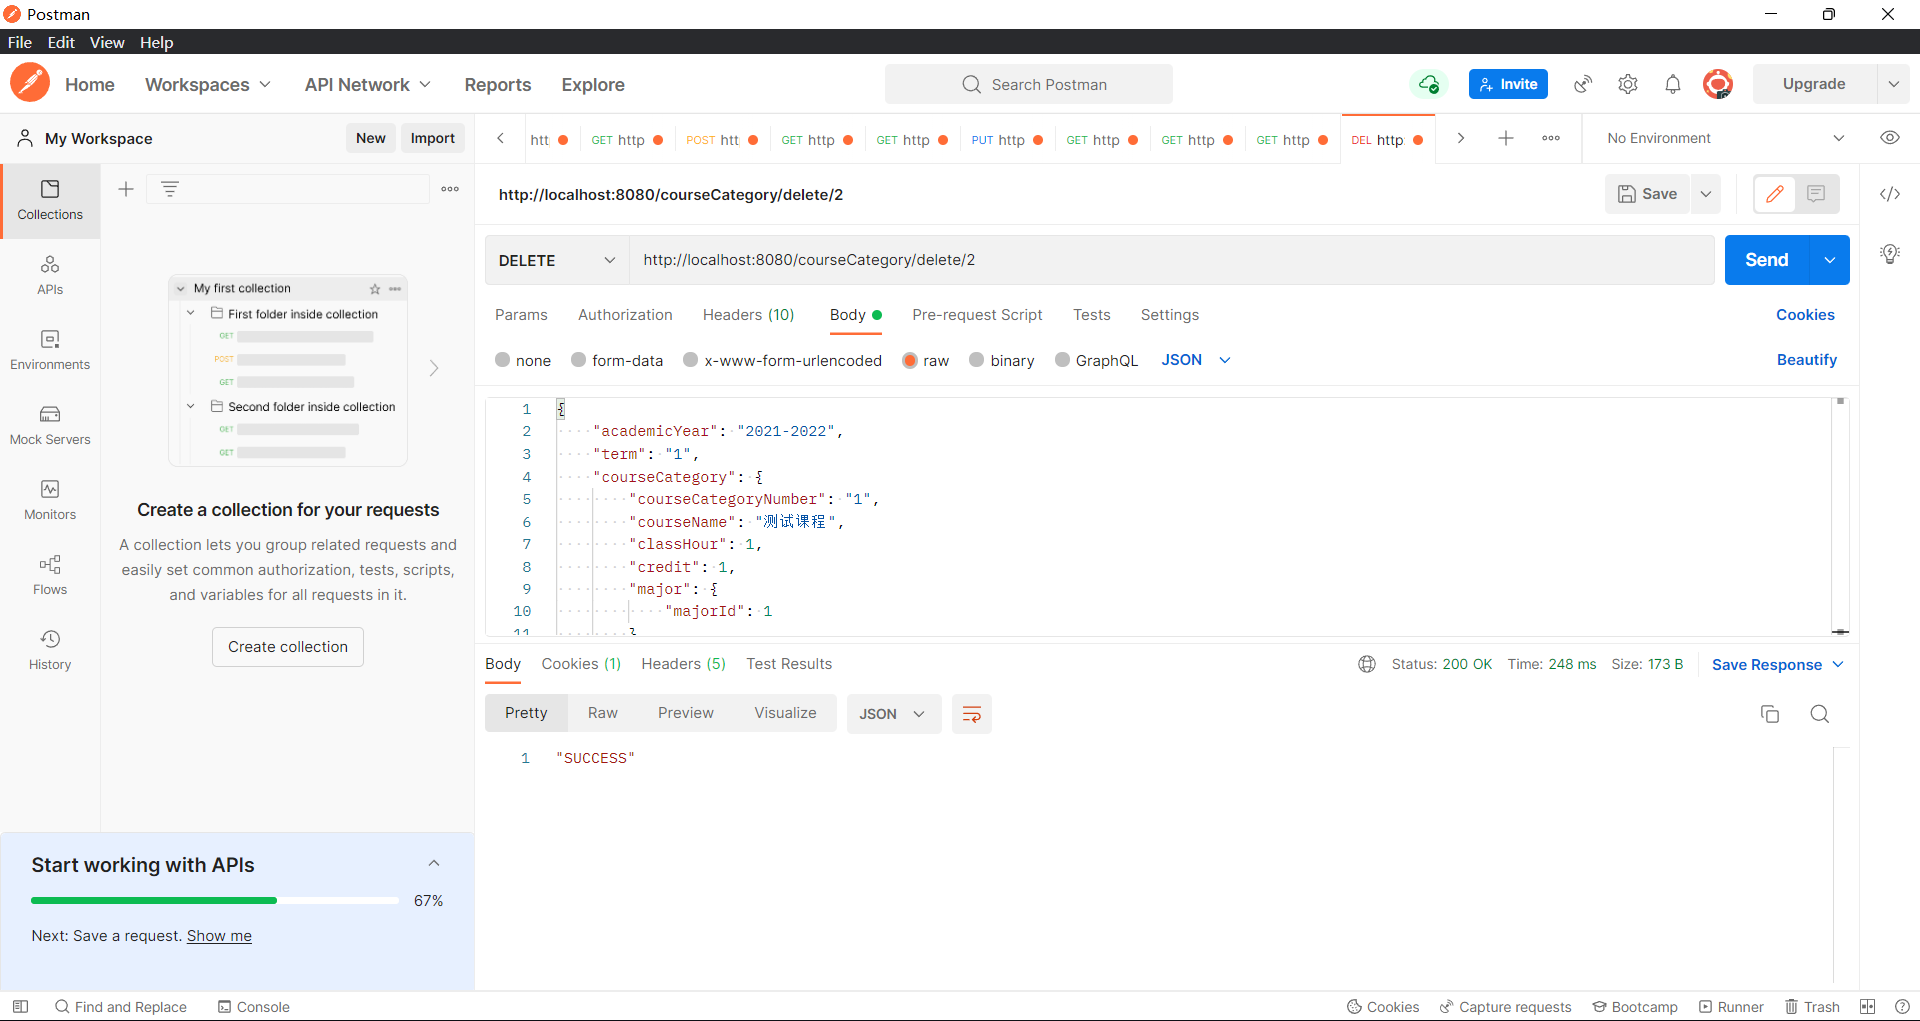 Postman
File Edit View Help
Home Workspaces API Network Reports Explore Search Postman Invite Upgrade
My Workspace New Import
htt GET http POST htt GET http GET http PUT http GET http GET http GET http DEL http No Environment
Collections
APIs
Environments
Mock Servers
Monitors
Flows
History
My first collection
First folder inside collection
GET
POST
GET
Second folder inside collection
GET
GET
Create a collection for your requests
A collection lets you group related requests and
easily set common authorization, tests, scripts,
and variables for all requests in it.
Create collection
Start working with APIs
67%
Next: Save a request. Show me
http://localhost:8080/courseCategory/delete/2 Save
DELETE http://localhost:8080/courseCategory/delete/2 Send
Params Authorization Headers (10) Body Pre-request Script Tests Settings Cookies
none form-data x-www-form-urlencoded raw binary GraphQL JSON Beautify
1 {
2 "academicYear": "2021-2022",
3 "term": "1",
4 "courseCategory": {
5 "courseCategoryNumber": "1",
6 "courseName": "测试课程",
7 "classHour": 1,
8 "credit": 1,
9 "major": {
10 "majorId": 1
11 }
Body Cookies (1) Headers (5) Test Results Status: 200 OK Time: 248 ms Size: 173 B Save Response
Pretty Raw Preview Visualize JSON
1 "SUCCESS"
Find and Replace Console Cookies Capture requests Bootcamp Runner Trash